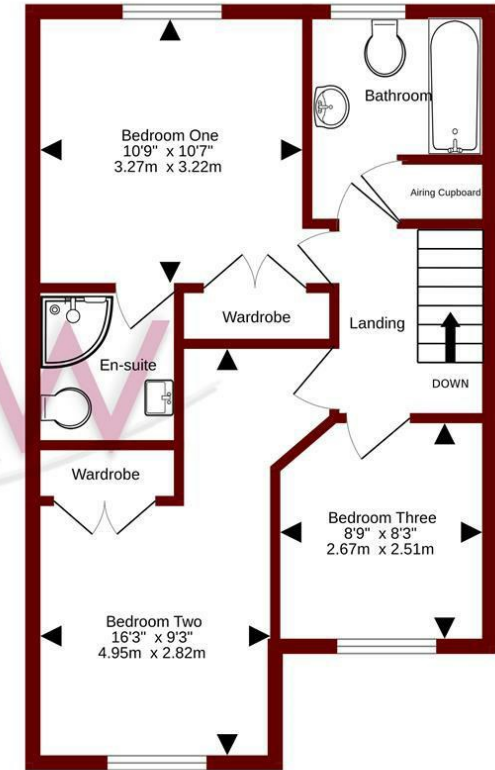 Bedroom One
10'9" x 10'7"
3.27m x 3.22m
Bathroom
Airing Cupboard
Wardrobe
Landing
En-suite
DOWN
Wardrobe
Bedroom Three
8'9" x 8'3"
2.67m x 2.51m
Bedroom Two
16'3" x 9'3"
4.95m x 2.82m
W